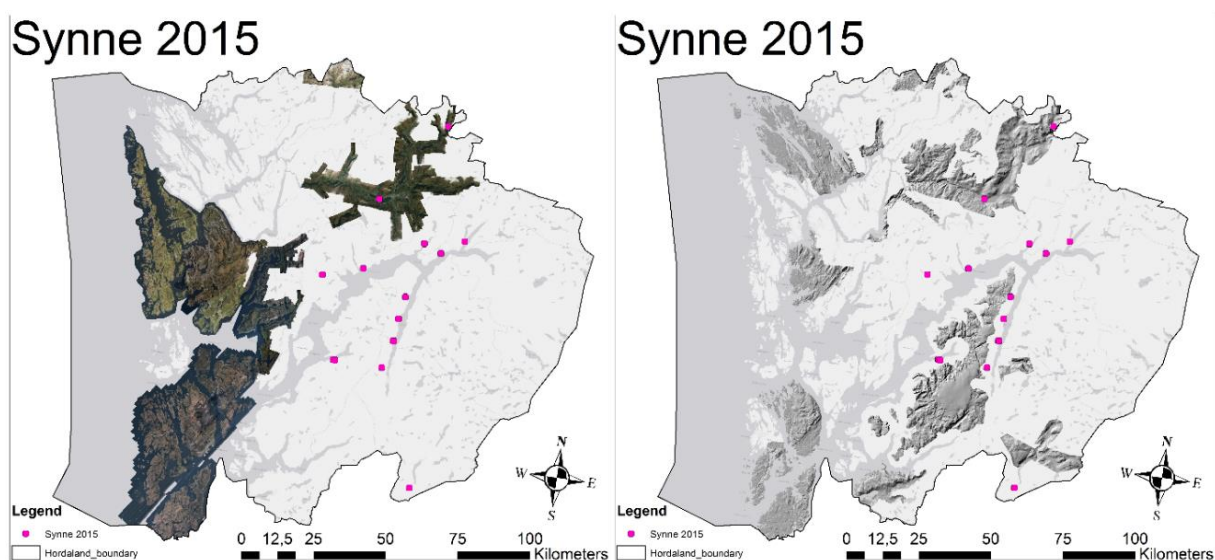 Synne 2015
N
W
E
S
Legend
Synne 2015
Hordaland_boundary
0 12,5 25 50 75 100
Kilometers
Synne 2015
N
W
E
S
Legend
Synne 2015
Hordaland_boundary
0 12,5 25 50 75 100
Kilometers